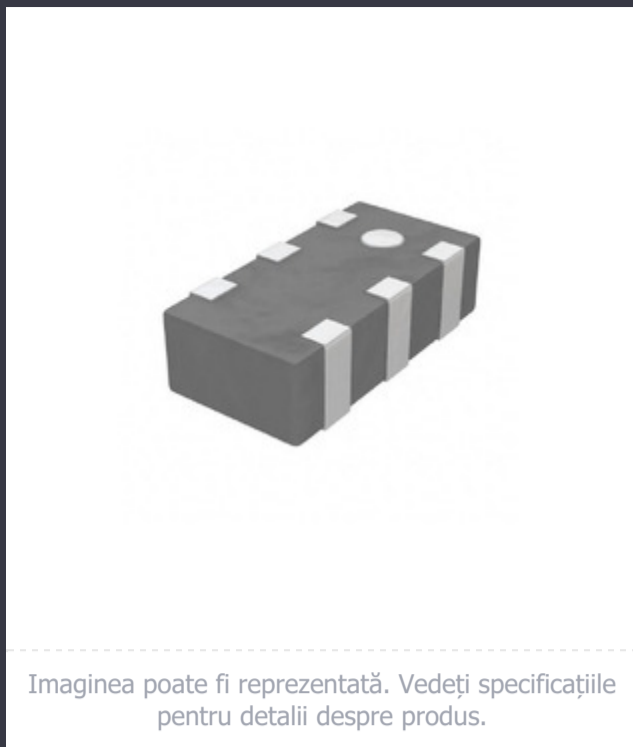 Imaginea poate fi reprezentată. Vedeți specificațiile
pentru detalii despre produs.